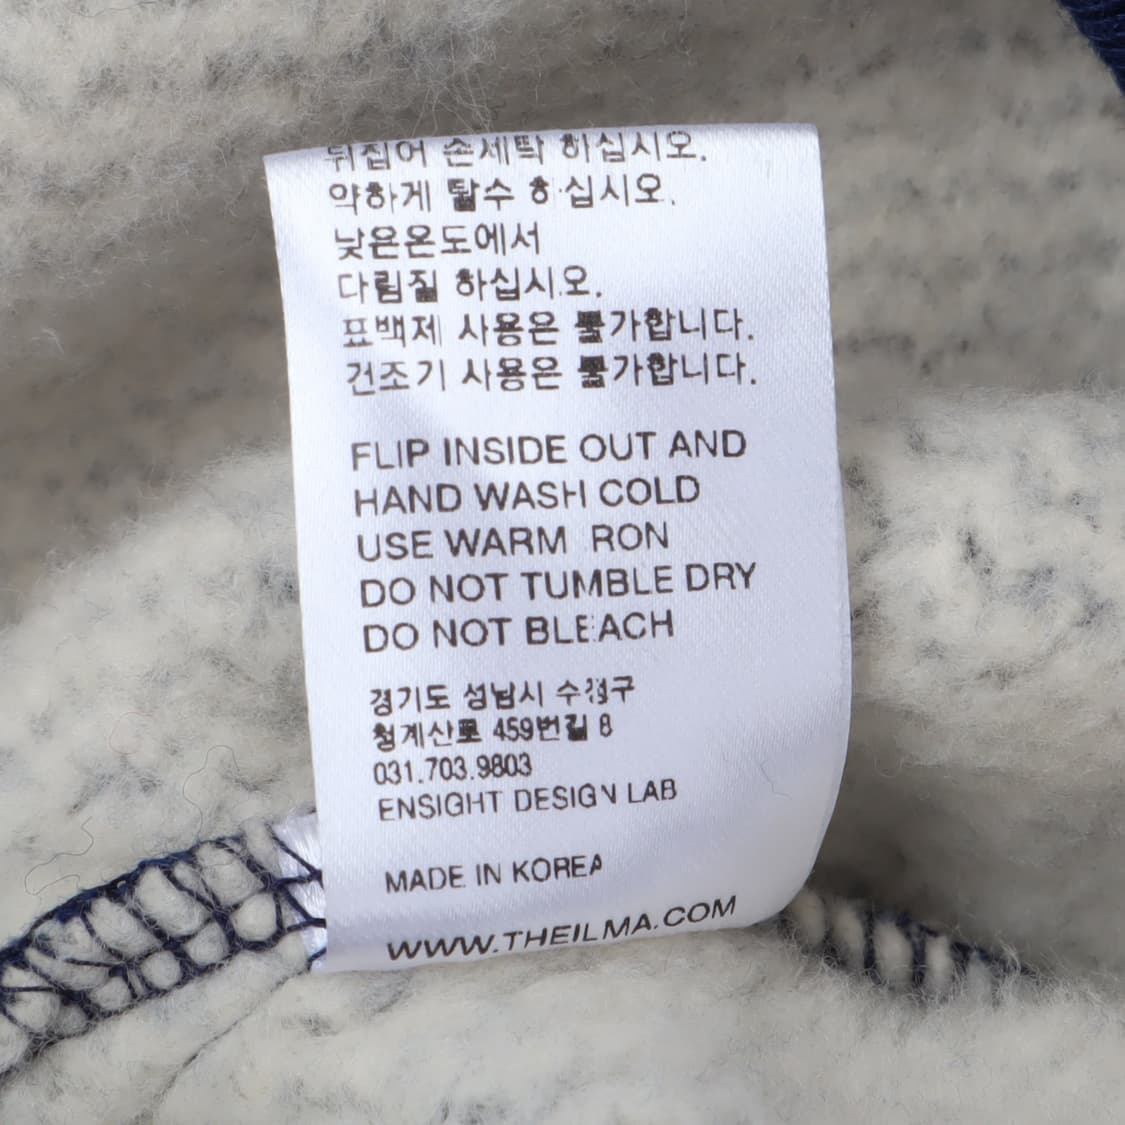 뒤집어 손세탁 하십시오.
약하게 탈수 하십시오.
낮은온도에서
다림질 하십시오.
표백제 사용은 불가합니다.
건조기 사용은 불가합니다.
FLIP INSIDE OUT AND
HAND WASH COLD
USE WARM RON
DO NOT TUMBLE DRY
DO NOT BLEACH
경기도 성남시 수정구
청계산로 459번길 8
031.703.9803
ENSIGHT DESIGN LAB
MADE IN KOREA
WWW.THEILMA.COM